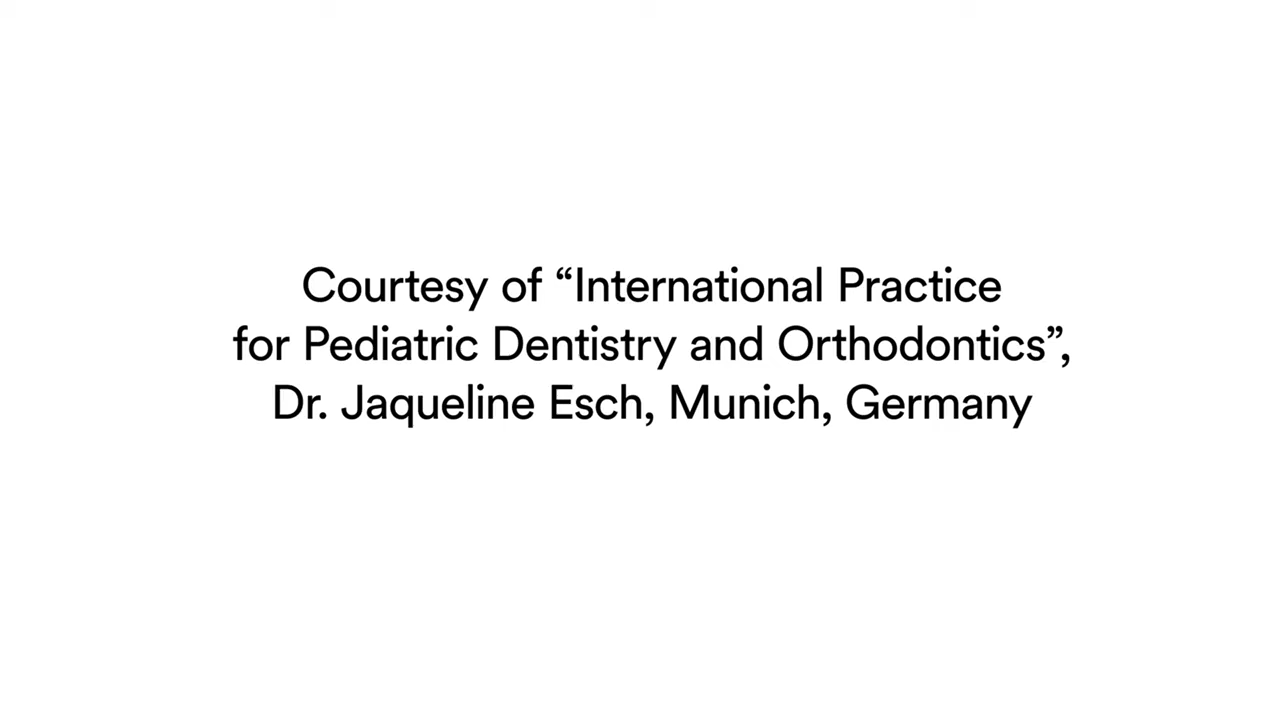 Courtesy of “International Practice
for Pediatric Dentistry and Orthodontics”,
Dr. Jaqueline Esch, Munich, Germany